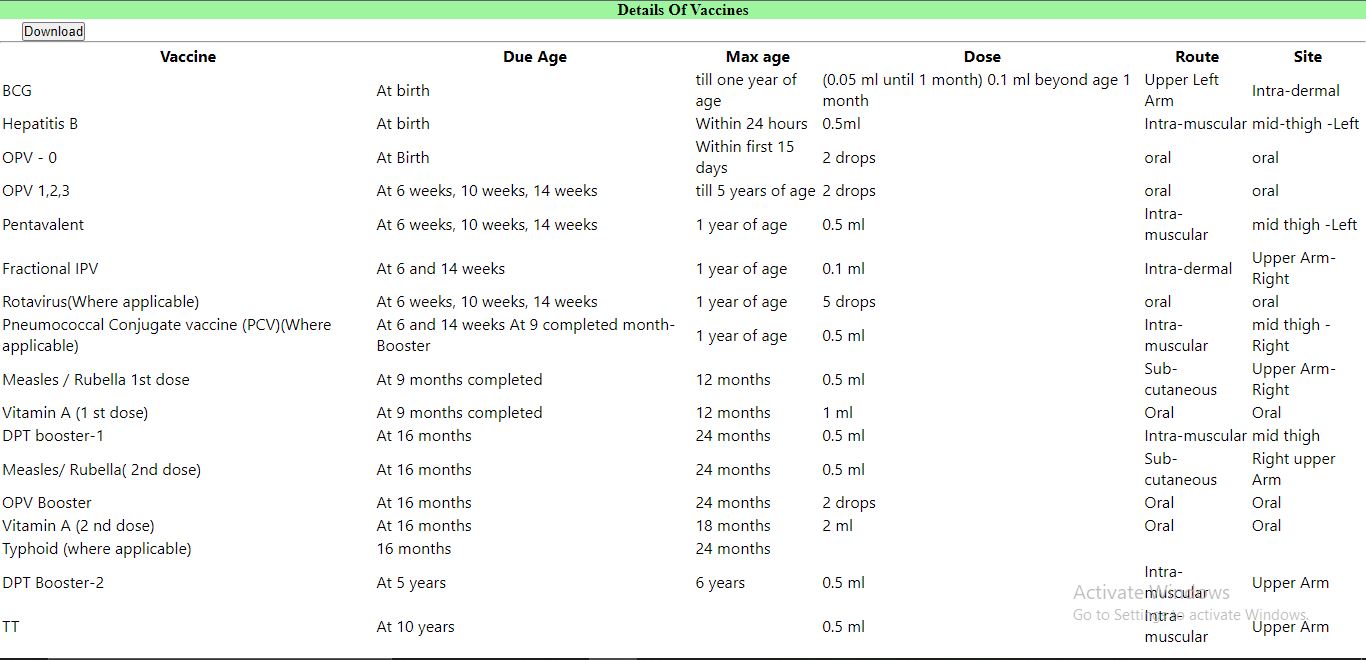 Details Of Vaccines
Download
Vaccine Due Age Max age Dose Route Site
BCG At birth till one year of age (0.05 ml until 1 month) 0.1 ml beyond age 1 month Upper Left Arm Intra-dermal
Hepatitis B At birth Within 24 hours 0.5ml Intra-muscular mid-thigh -Left
OPV - 0 At Birth Within first 15 days 2 drops oral oral
OPV 1,2,3 At 6 weeks, 10 weeks, 14 weeks till 5 years of age 2 drops oral oral
Pentavalent At 6 weeks, 10 weeks, 14 weeks 1 year of age 0.5 ml Intra-muscular mid thigh -Left
Fractional IPV At 6 and 14 weeks 1 year of age 0.1 ml Intra-dermal Upper Arm-Right
Rotavirus(Where applicable) At 6 weeks, 10 weeks, 14 weeks 1 year of age 5 drops oral oral
Pneumococcal Conjugate vaccine (PCV)(Where applicable) At 6 and 14 weeks At 9 completed month-Booster 1 year of age 0.5 ml Intra-muscular mid thigh -Right
Measles / Rubella 1st dose At 9 months completed 12 months 0.5 ml Sub-cutaneous Upper Arm-Right
Vitamin A (1 st dose) At 9 months completed 12 months 1 ml Oral Oral
DPT booster-1 At 16 months 24 months 0.5 ml Intra-muscular mid thigh
Measles/ Rubella( 2nd dose) At 16 months 24 months 0.5 ml Sub-cutaneous Right upper Arm
OPV Booster At 16 months 24 months 2 drops Oral Oral
Vitamin A (2 nd dose) At 16 months 18 months 2 ml Oral Oral
Typhoid (where applicable) 16 months 24 months
DPT Booster-2 At 5 years 6 years 0.5 ml Intra-muscular Upper Arm
TT At 10 years 0.5 ml Intra-muscular Upper Arm
Activate Windows
Go to Settings to activate Windows.